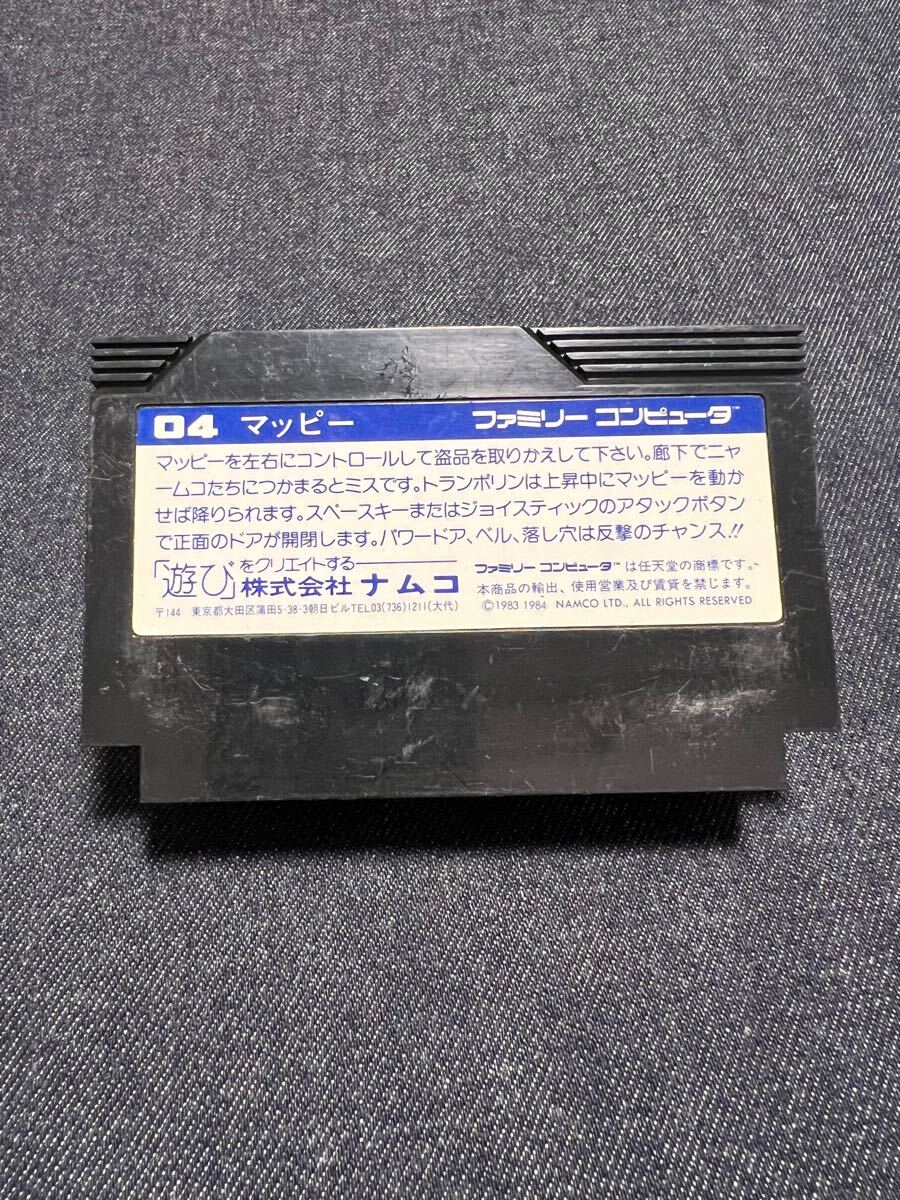 04 マッピー ファミリー コンピュータ™
マッピーを左右にコントロールして盗品を取りかえして下さい。廊下でニャ
ームコたちにつかまるとミスです。トランポリンは上昇中にマッピーを動か
せば降りられます。スペースキーまたはジョイスティックのアタックボタン
で正面のドアが開閉します。パワードア、ベル、落し穴は反撃のチャンス!!
「遊び」をクリエイトする
株式会社 ナムコ
〒144 東京都大田区蒲田5-38-3朝日ビルTEL03(736)1211(大代)
ファミリー コンピュータ™ は任天堂の商標です。
本商品の輸出、使用営業及び賃貸を禁じます。
©1983 1984 NAMCO LTD., ALL RIGHTS RESERVED